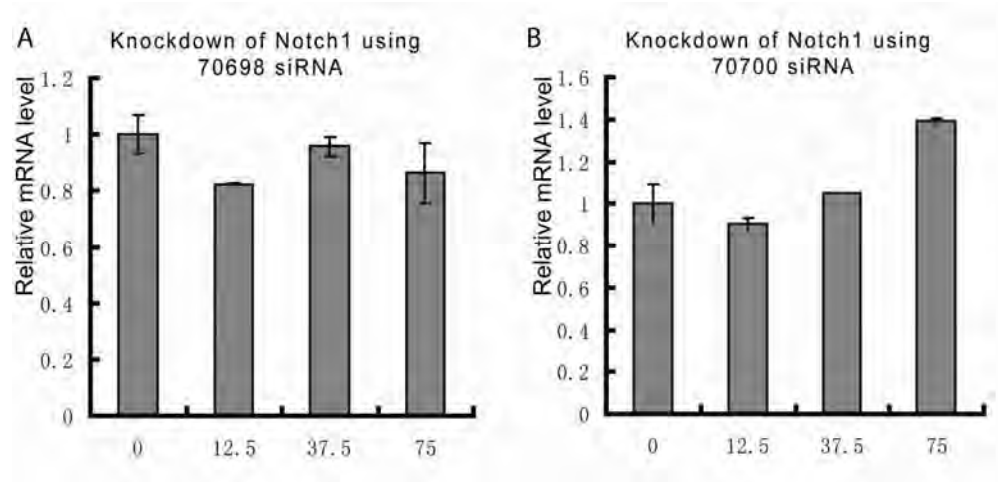 A
Knockdown of Notch1 using
70698 siRNA
Relative mRNA level
1.2
1
0.8
0.6
0.4
0.2
0
0 12.5 37.5 75
B
Knockdown of Notch1 using
70700 siRNA
Relative mRNA level
1.6
1.4
1.2
1
0.8
0.6
0.4
0.2
0
0 12.5 37.5 75